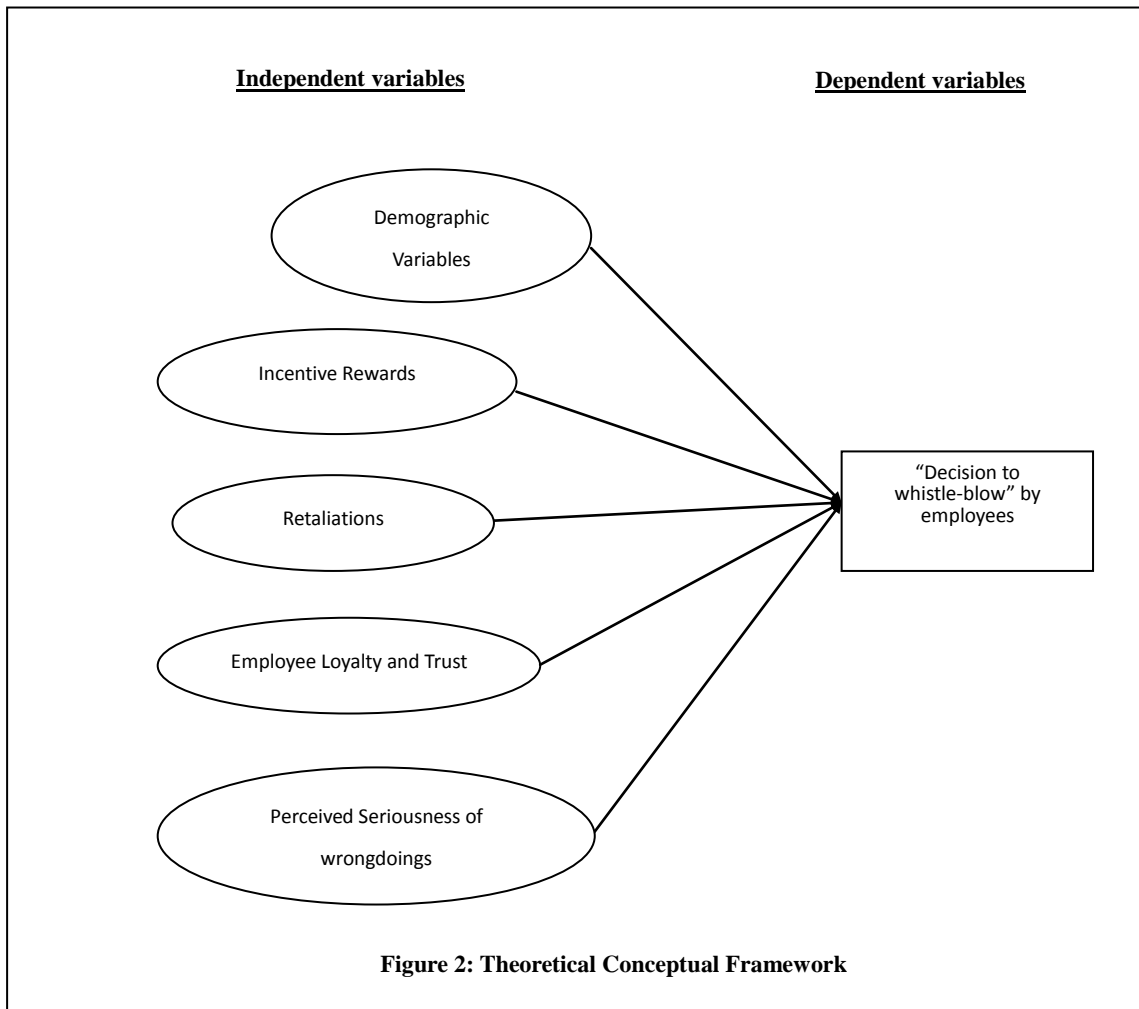 Independent variables
Dependent variables
Demographic
Variables
Incentive Rewards
Retaliations
Employee Loyalty and Trust
Perceived Seriousness of
wrongdoings
“Decision to
whistle-blow” by
employees
Figure 2: Theoretical Conceptual Framework